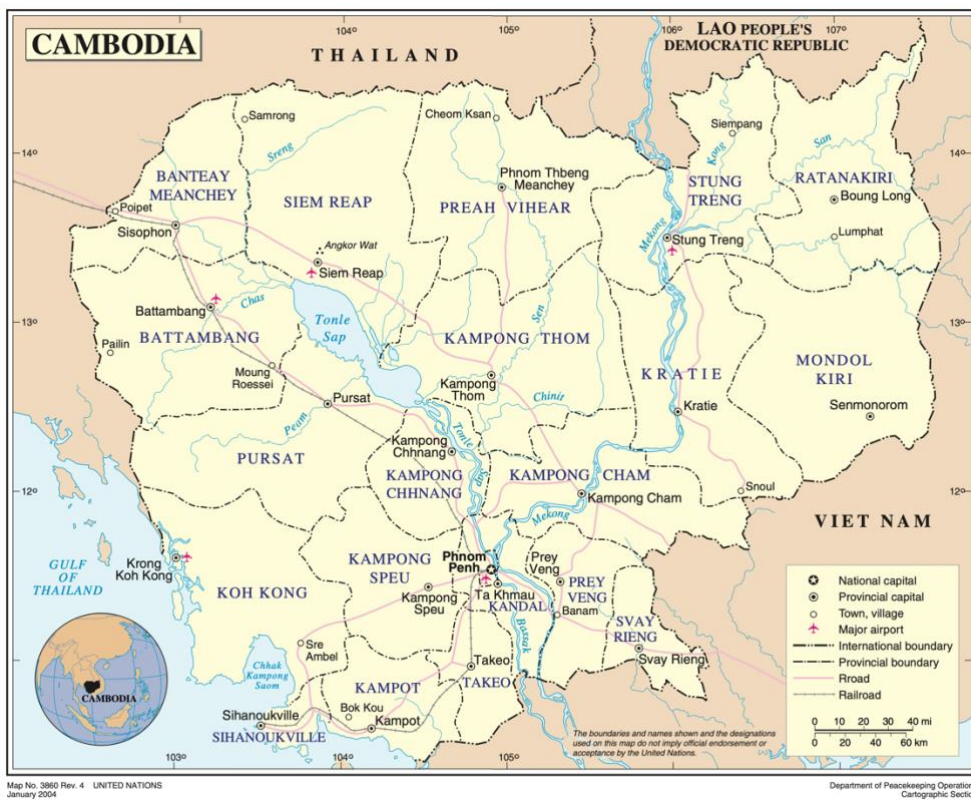 CAMBODIA
104°
105°
106°
107°
THAILAND
LAO PEOPLE'S
DEMOCRATIC REPUBLIC
Samrong
Cheom Ksan
Siempang
14°
14°
Sreng
Kong
San
BANTEAY
MEANCHEY
SIEM REAP
Phnom Thbeng
Meanchey
PREAH VIHEAR
STUNG
TRENG
RATANAKIRI
Boung Long
Poipet
Sisophon
Angkor Wat
Siem Reap
Mekong
Stung Treng
Lumphat
Battambang
Chas
BATTAMBANG
Tonle
Sap
Sen
13°
13°
Pailin
KAMPONG THOM
MONDOL
KIRI
Moung
Roessei
Kampong
Thom
KRATIE
Pursat
Chinit
Kratie
Senmonorom
Peam
Tonle
Sap
Kampong
Chhnang
PURSAT
KAMPONG
CHHNANG
KAMPONG CHAM
Snoul
12°
12°
Kampong Cham
Mekong
VIET NAM
GULF
OF
THAILAND
Krong
Koh Kong
KOH KONG
KAMPONG
SPEU
Phnom
Penh
Prey
Veng
Kampong
Speu
Ta Khmau
KANDAL
PREY
VENG
Banam
SVAY
RIENG
Svay Rieng
Bassak
Sre
Ambel
Chhak
Kampong
Saom
Takeo
TAKEO
KAMPOT
Bok Kou
Kampot
Sihanoukville
SIHANOUKVILLE
CAMBODIA
National capital
Provincial capital
Town, village
Major airport
International boundary
Provincial boundary
Rroad
Railroad
0 20 40 mi
0 20 40 60 km
The boundaries and names shown and the designations
used on this map do not imply official endorsement or
acceptance by the United Nations.
103°
104°
105°
Map No. 3860 Rev. 4 UNITED NATIONS
January 2004
Department of Peacekeeping Operation
Cartographic Sectio